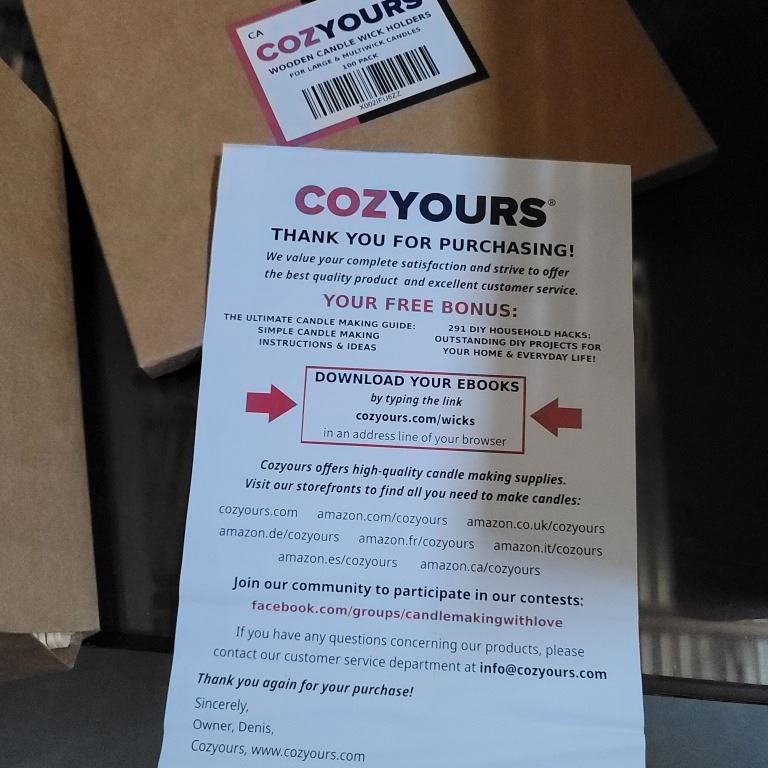 CA
COZYOURS
WOODEN CANDLE WICK HOLDERS
FOR LARGE & MULTIWICK CANDLES
100 PACK
X002IFU6ZZ
COZYOURS®
THANK YOU FOR PURCHASING!
We value your complete satisfaction and strive to offer
the best quality product and excellent customer service.
YOUR FREE BONUS:
THE ULTIMATE CANDLE MAKING GUIDE:
SIMPLE CANDLE MAKING
INSTRUCTIONS & IDEAS
291 DIY HOUSEHOLD HACKS:
OUTSTANDING DIY PROJECTS FOR
YOUR HOME & EVERYDAY LIFE!
DOWNLOAD YOUR EBOOKS
by typing the link
cozyours.com/wicks
in an address line of your browser
Cozyours offers high-quality candle making supplies.
Visit our storefronts to find all you need to make candles:
cozyours.com amazon.com/cozyours amazon.co.uk/cozyours
amazon.de/cozyours amazon.fr/cozyours amazon.it/cozours
amazon.es/cozyours amazon.ca/cozyours
Join our community to participate in our contests:
facebook.com/groups/candlemakingwithlove
If you have any questions concerning our products, please
contact our customer service department at info@cozyours.com
Thank you again for your purchase!
Sincerely,
Owner, Denis,
Cozyours, www.cozyours.com